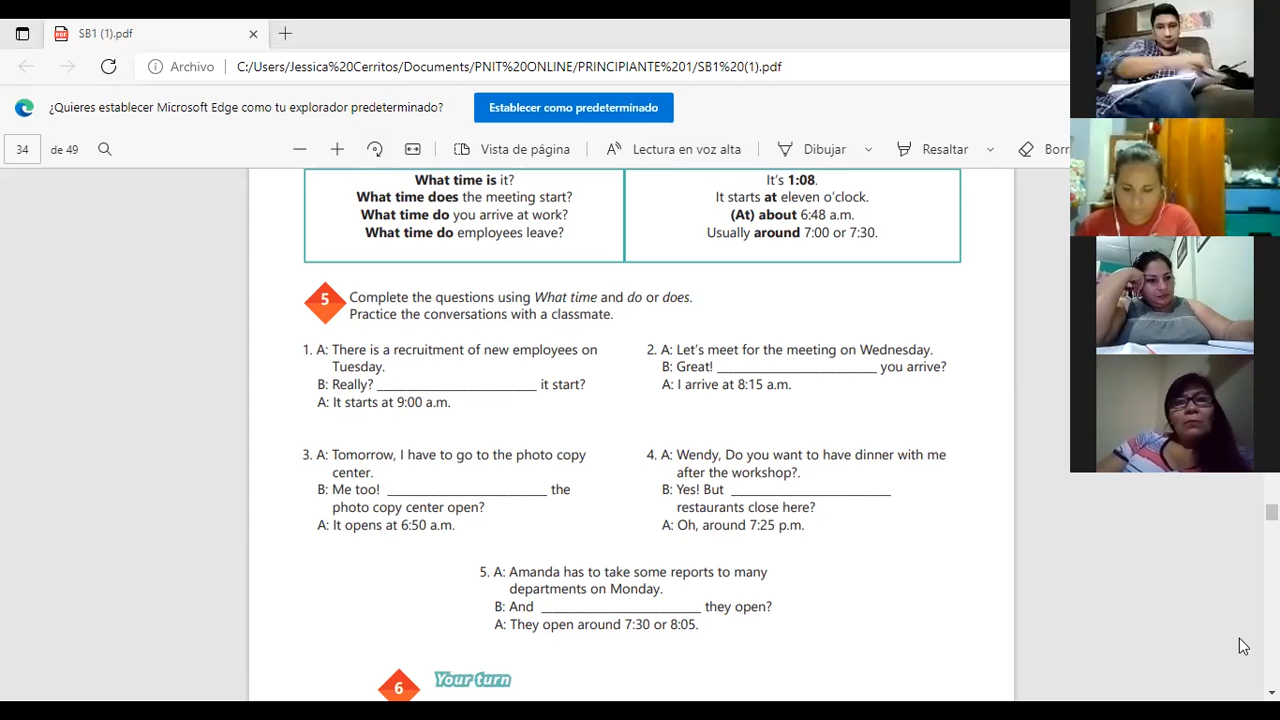 SB1 (1).pdf
Archivo
C:/Users/Jessica%20Cerritos/Documents/PNIT%20ONLINE/PRINCIPIANTE%201/SB1%20(1).pdf
¿Quieres establecer Microsoft Edge como tu explorador predeterminado?
Establecer como predeterminado
34
de 49
Vista de página
Lectura en voz alta
Dibujar
Resaltar
Borr
What time is it?
What time does the meeting start?
What time do you arrive at work?
What time do employees leave?
It's 1:08.
It starts at eleven o'clock.
(At) about 6:48 a.m.
Usually around 7:00 or 7:30.
5
Complete the questions using What time and do or does.
Practice the conversations with a classmate.
1. A: There is a recruitment of new employees on
Tuesday.
B: Really? ____________________ it start?
A: It starts at 9:00 a.m.
2. A: Let's meet for the meeting on Wednesday.
B: Great! ____________________ you arrive?
A: I arrive at 8:15 a.m.
3. A: Tomorrow, I have to go to the photo copy
center.
B: Me too! ____________________ the
photo copy center open?
A: It opens at 6:50 a.m.
4. A: Wendy, Do you want to have dinner with me
after the workshop?.
B: Yes! But ____________________
restaurants close here?
A: Oh, around 7:25 p.m.
5. A: Amanda has to take some reports to many
departments on Monday.
B: And ____________________ they open?
A: They open around 7:30 or 8:05.
6
Your turn